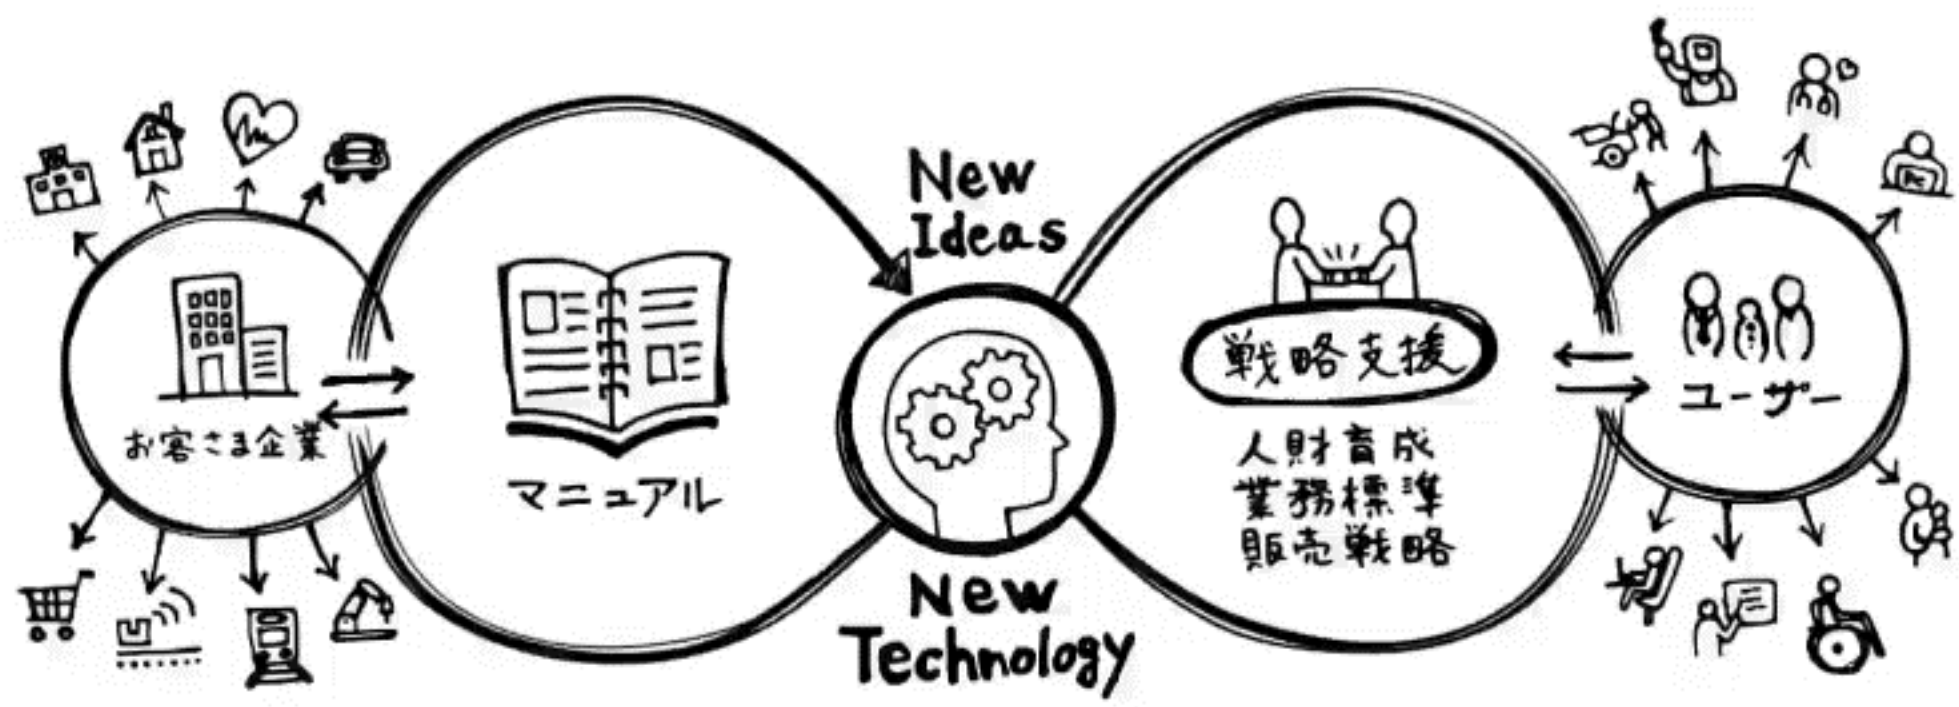 お客さま企業
マニュアル
New
Ideas
New
Technology
戦略支援
人財育成
業務標準
販売戦略
ユーザー